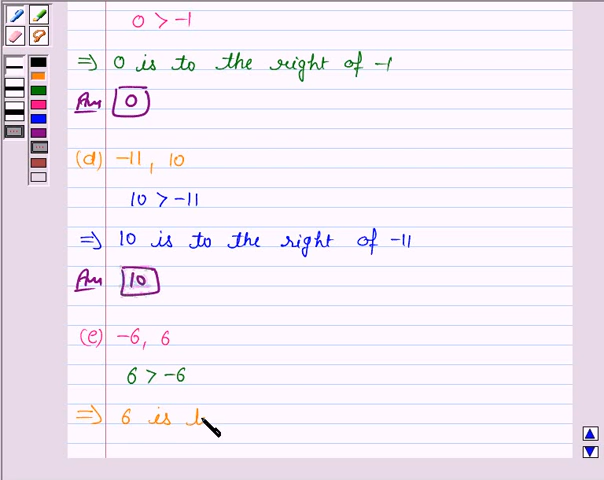 0 > -1
⇒ 0 is to the right of -1
Ans 0
(d) -11, 10
10 > -11
⇒ 10 is to the right of -11
Ans 10
(e) -6, 6
6 > -6
⇒ 6 is